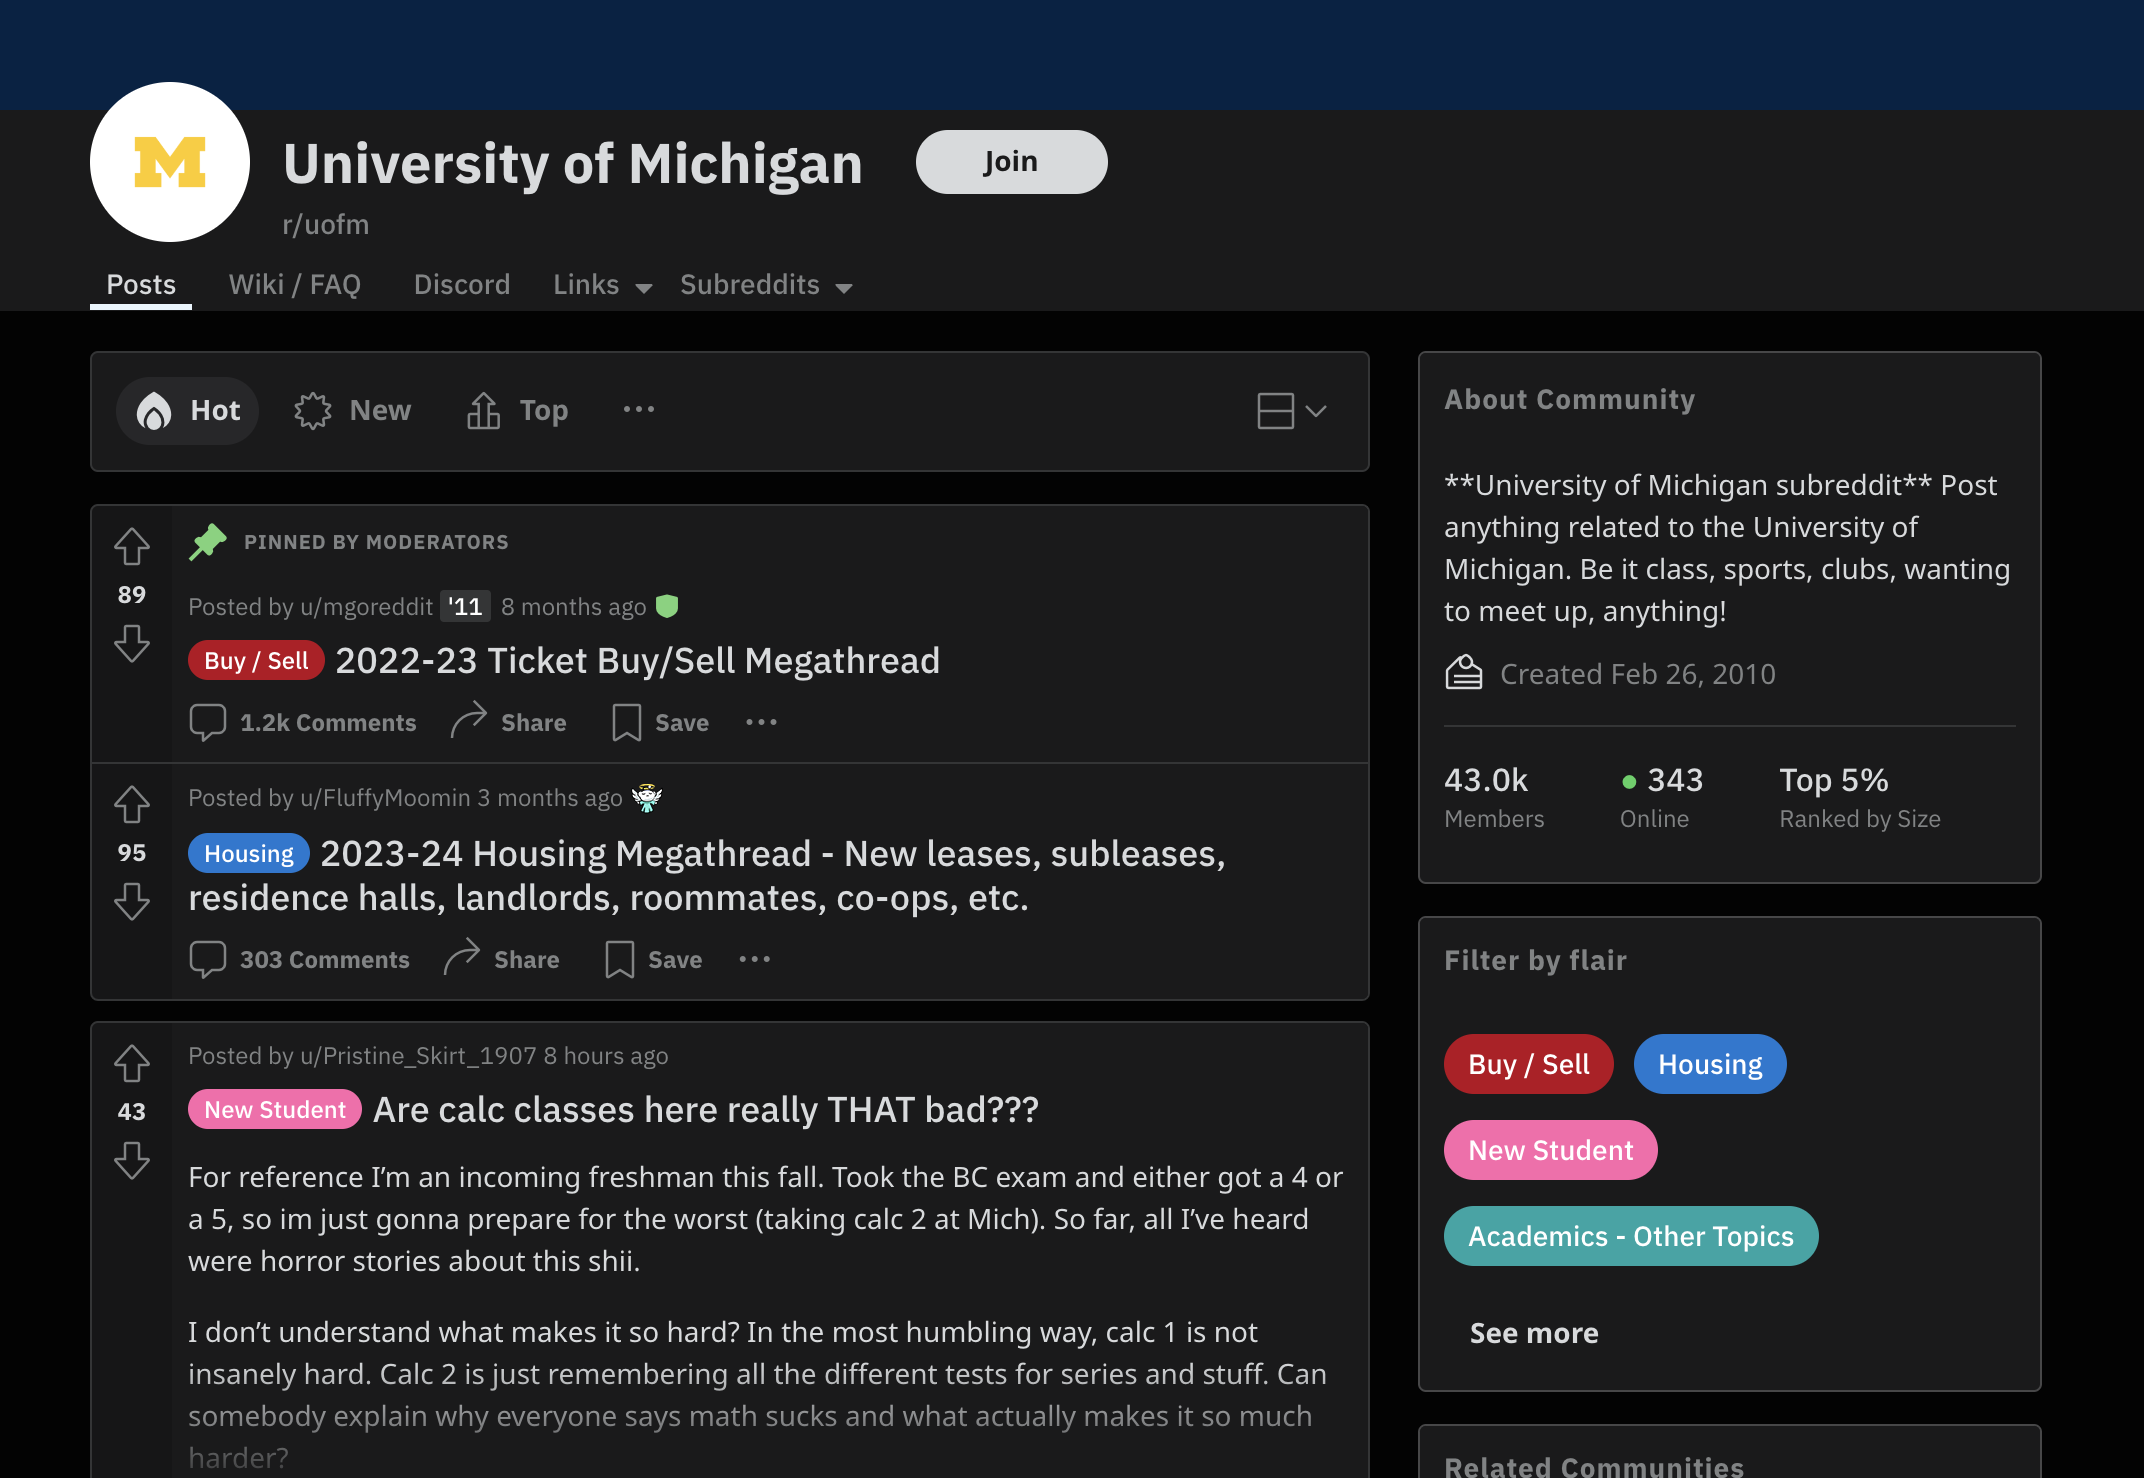 M
University of Michigan
Join
r/uofm
Posts
Wiki / FAQ
Discord
Links
Subreddits
Hot
New
Top
PINNED BY MODERATORS
89
Posted by u/mgoreddit '11 8 months ago
Buy / Sell 2022-23 Ticket Buy/Sell Megathread
1.2k Comments
Share
Save
Posted by u/FluffyMoomin 3 months ago
95
Housing 2023-24 Housing Megathread - New leases, subleases,
residence halls, landlords, roommates, co-ops, etc.
303 Comments
Share
Save
Posted by u/Pristine_Skirt_1907 8 hours ago
43
New Student Are calc classes here really THAT bad???
For reference I’m an incoming freshman this fall. Took the BC exam and either got a 4 or
a 5, so im just gonna prepare for the worst (taking calc 2 at Mich). So far, all I’ve heard
were horror stories about this shii.
I don’t understand what makes it so hard? In the most humbling way, calc 1 is not
insanely hard. Calc 2 is just remembering all the different tests for series and stuff. Can
somebody explain why everyone says math sucks and what actually makes it so much
harder?
About Community
**University of Michigan subreddit** Post
anything related to the University of
Michigan. Be it class, sports, clubs, wanting
to meet up, anything!
Created Feb 26, 2010
43.0k
Members
343
Online
Top 5%
Ranked by Size
Filter by flair
Buy / Sell
Housing
New Student
Academics - Other Topics
See more
Related Communities